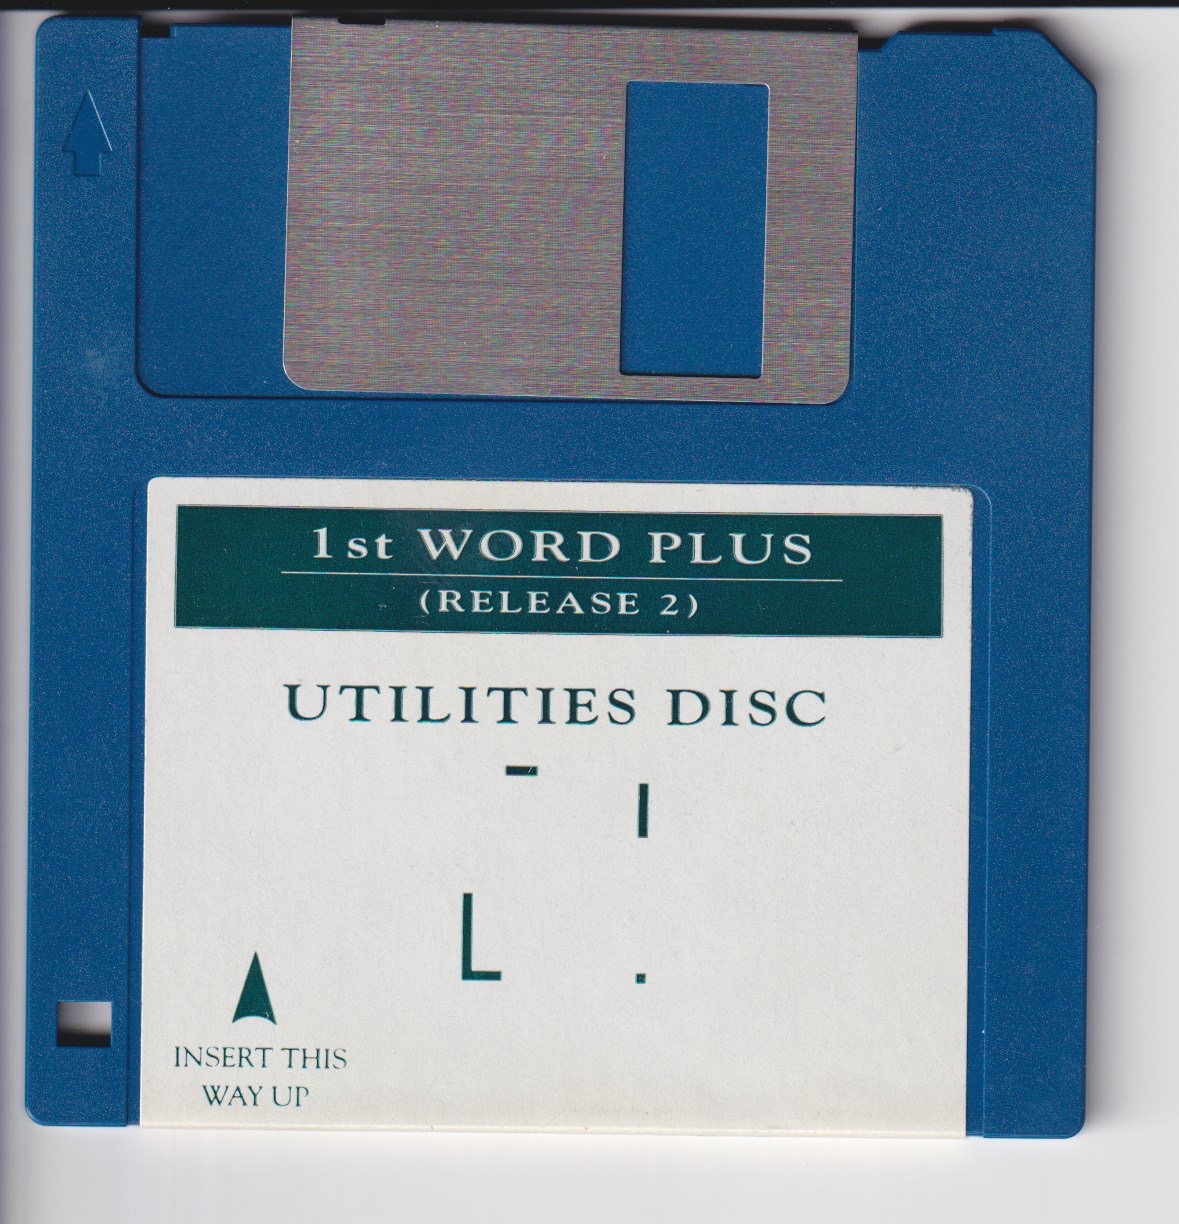 1st WORD PLUS
(RELEASE 2)
UTILITIES DISC
INSERT THIS
WAY UP